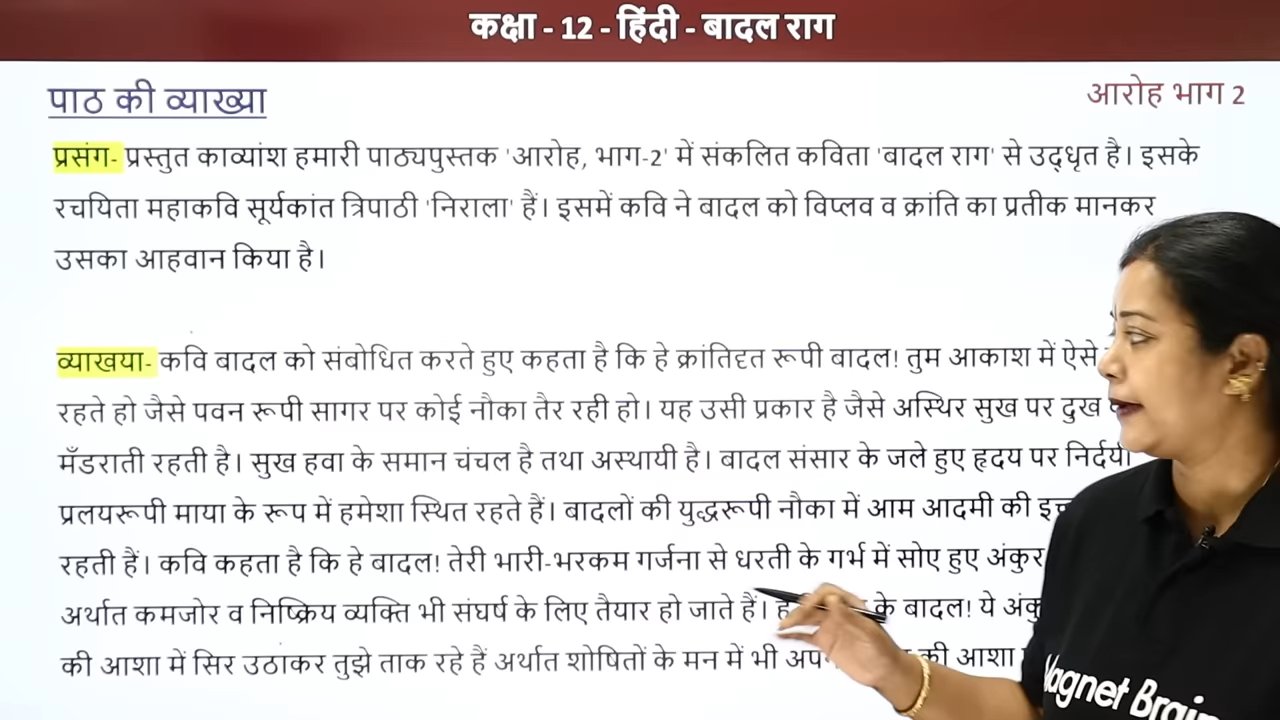 कक्षा - 12 - हिंदी - बादल राग
पाठ की व्याख्या
आरोह भाग 2
प्रसंग- प्रस्तुत काव्यांश हमारी पाठ्यपुस्तक 'आरोह, भाग-2' में संकलित कविता 'बादल राग' से उद्धृत है। इसके
रचयिता महाकवि सूर्यकांत त्रिपाठी 'निराला' हैं। इसमें कवि ने बादल को विप्लव व क्रांति का प्रतीक मानकर
उसका आहवान किया है।
व्याखया- कवि बादल को संबोधित करते हुए कहता है कि हे क्रांतिदृत रूपी बादल! तुम आकाश में ऐसे
रहते हो जैसे पवन रूपी सागर पर कोई नौका तैर रही हो। यह उसी प्रकार है जैसे अस्थिर सुख पर दुख
मँडराती रहती है। सुख हवा के समान चंचल है तथा अस्थायी है। बादल संसार के जले हुए हृदय पर निर्दयी
प्रलयरूपी माया के रूप में हमेशा स्थित रहते हैं। बादलों की युद्धरूपी नौका में आम आदमी की
रहती हैं। कवि कहता है कि हे बादल! तेरी भारी-भरकम गर्जना से धरती के गर्भ में सोए हुए अंकुर
अर्थात कमजोर व निष्क्रिय व्यक्ति भी संघर्ष के लिए तैयार हो जाते हैं। के बादल! ये
की आशा में सिर उठाकर तुझे ताक रहे हैं अर्थात शोषितों के मन में भी की आशा